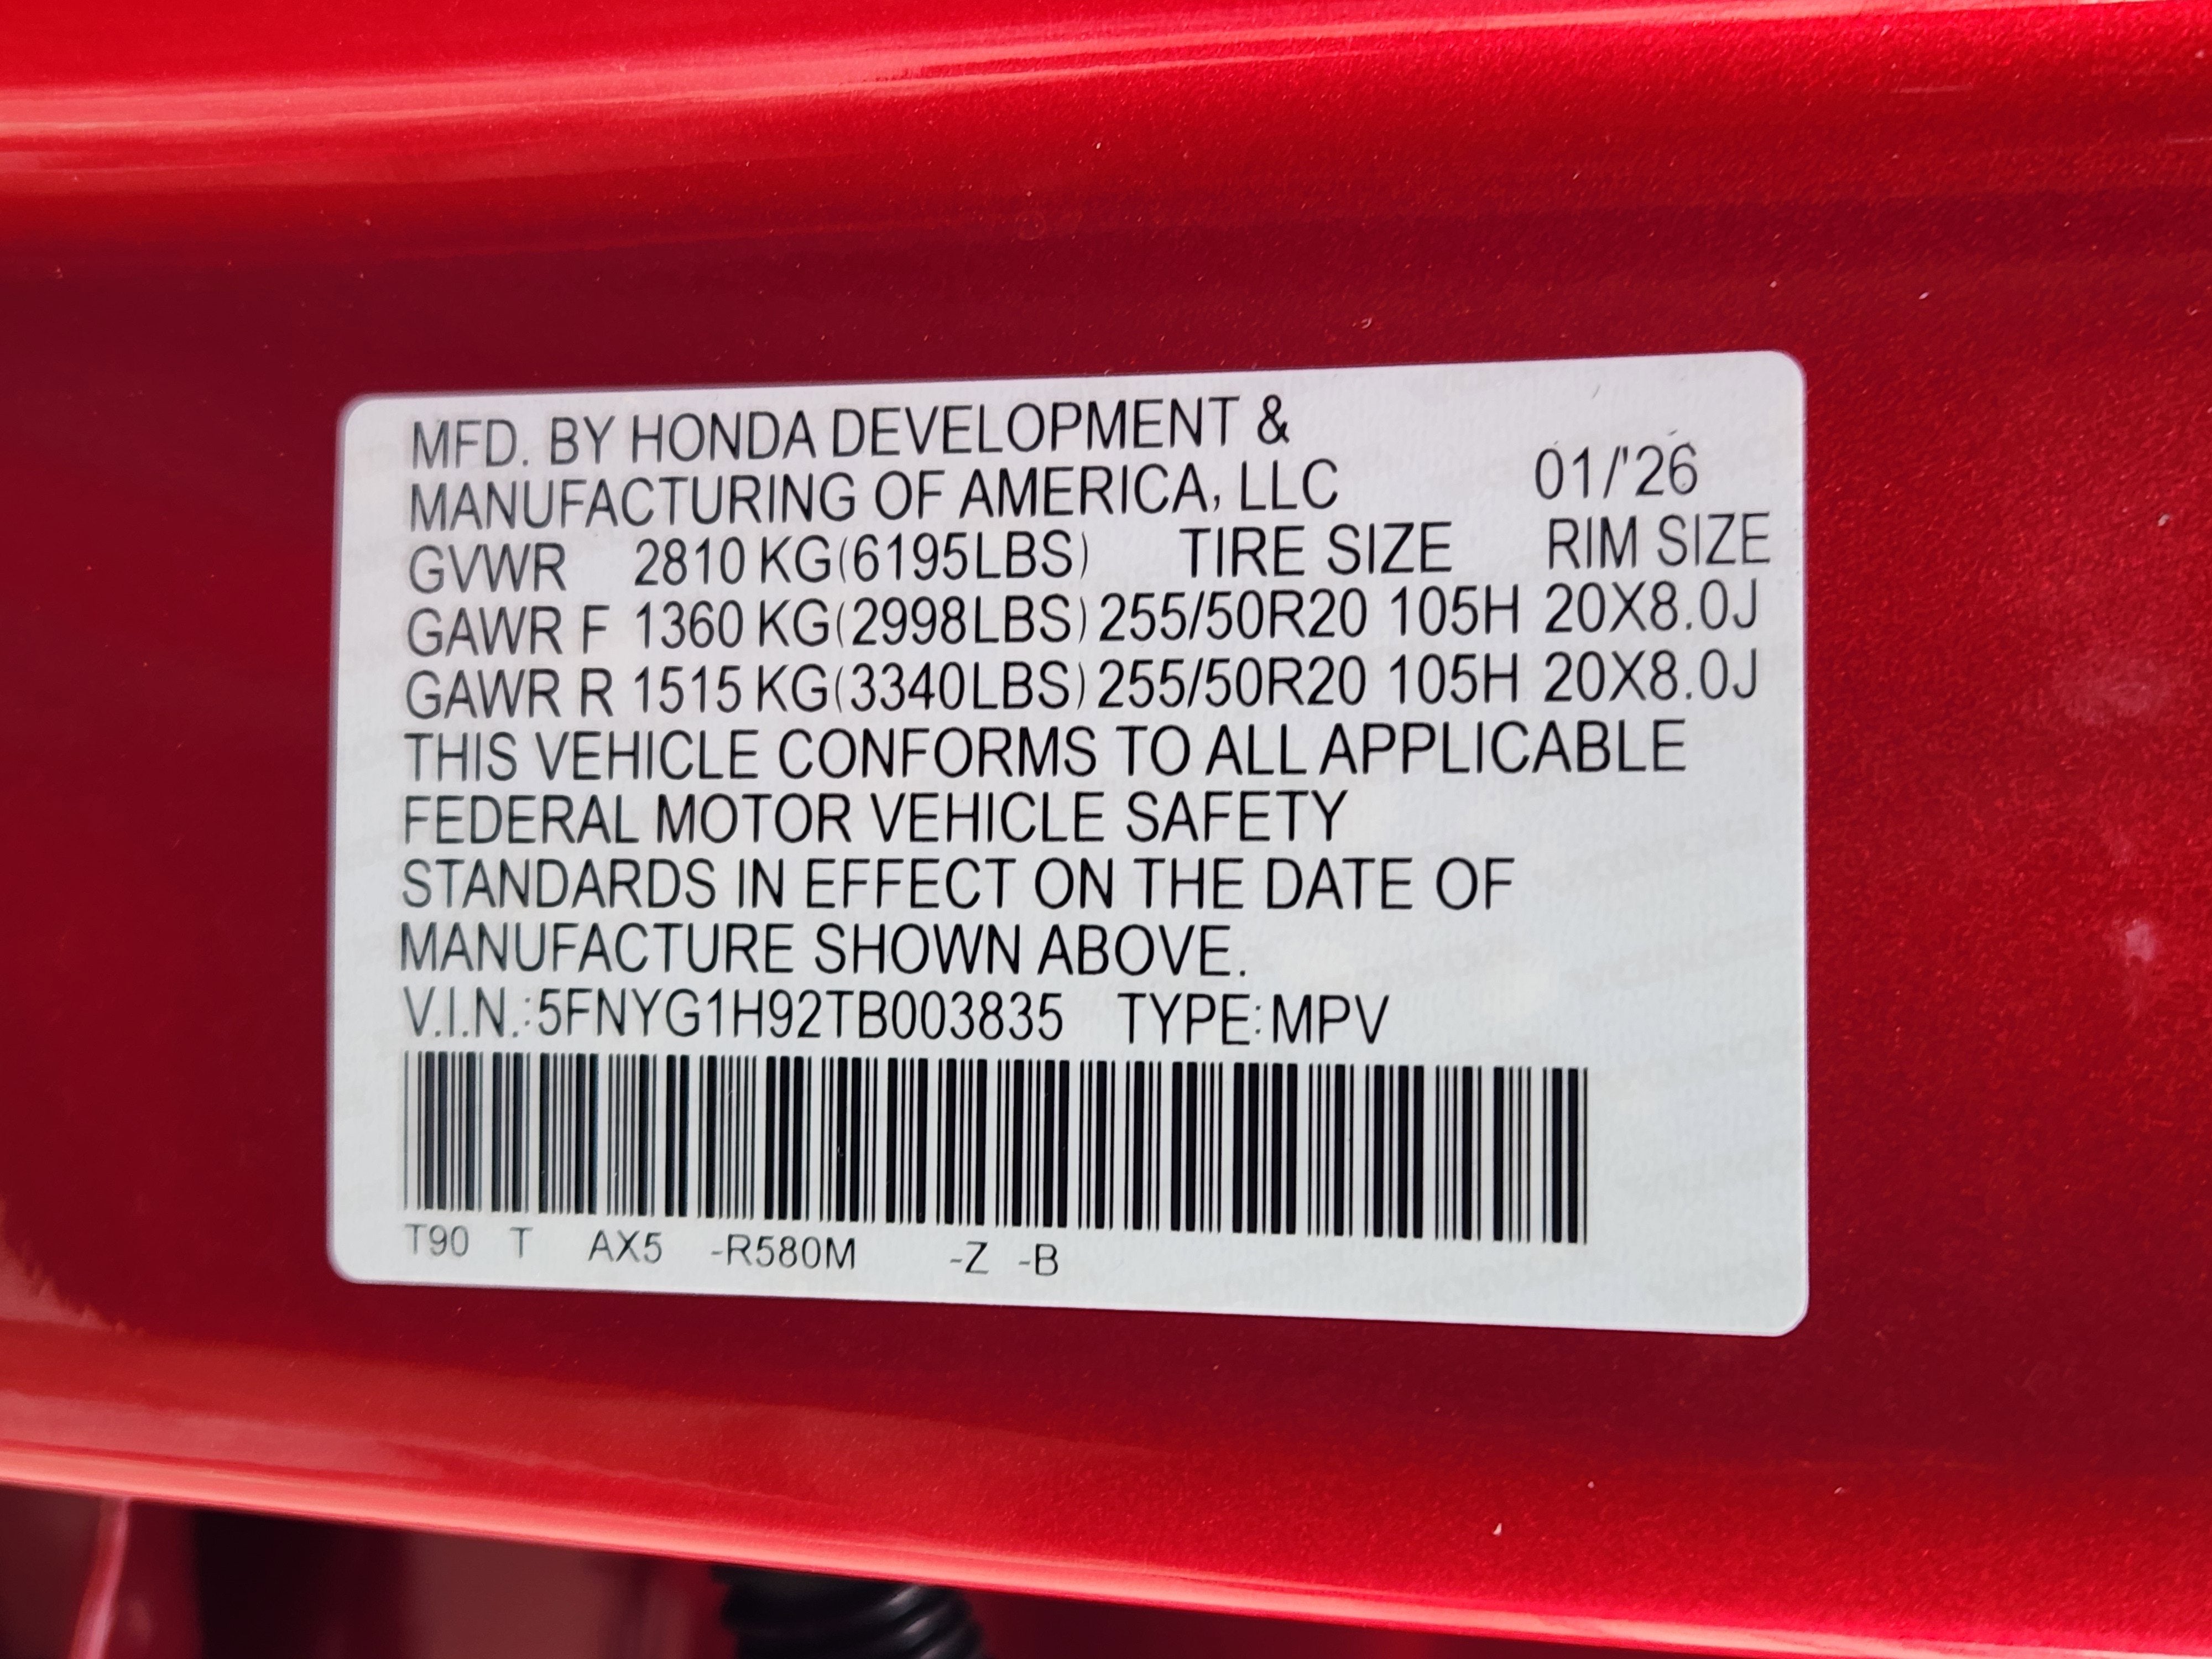 MFD. BY HONDA DEVELOPMENT &
MANUFACTURING OF AMERICA, LLC 01/'26
GVWR 2810 KG(6195LBS) TIRE SIZE RIM SIZE
GAWR F 1360 KG(2998LBS) 255/50R20 105H 20X8.0J
GAWR R 1515 KG(3340LBS) 255/50R20 105H 20X8.0J
THIS VEHICLE CONFORMS TO ALL APPLICABLE
FEDERAL MOTOR VEHICLE SAFETY
STANDARDS IN EFFECT ON THE DATE OF
MANUFACTURE SHOWN ABOVE.
V.I.N.:5FNYG1H92TB003835 TYPE:MPV
T90 T AX5 -R580M -Z -B